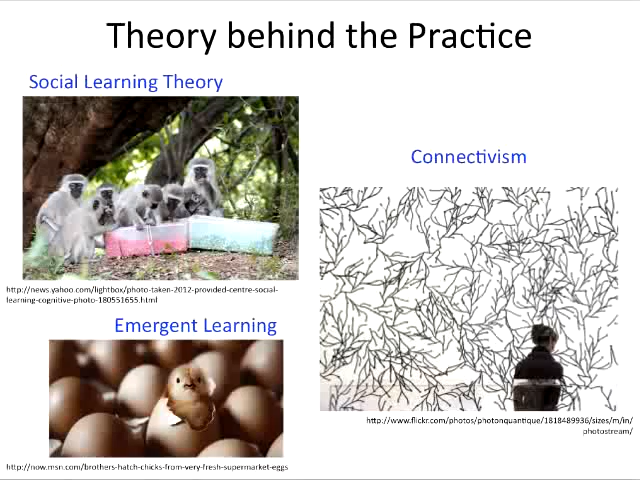 Theory behind the Practice
Social Learning Theory
http://news.yahoo.com/lightbox/photo-taken-2012-provided-centre-social-
learning-cognitive-photo-180551655.html
Connectivism
http://www.flickr.com/photos/photonquantique/1818489936/sizes/m/in/
photostream/
Emergent Learning
http://now.msn.com/brothers-hatch-chicks-from-very-fresh-supermarket-eggs